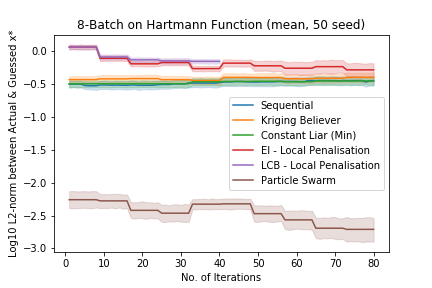 8-Batch on Hartmann Function (mean, 50 seed)
Log10 L2-norm between Actual & Guessed x*
0.0
−0.5
−1.0
−1.5
−2.0
−2.5
−3.0
Sequential
Kriging Believer
Constant Liar (Min)
EI - Local Penalisation
LCB - Local Penalisation
Particle Swarm
0 10 20 30 40 50 60 70 80
No. of Iterations